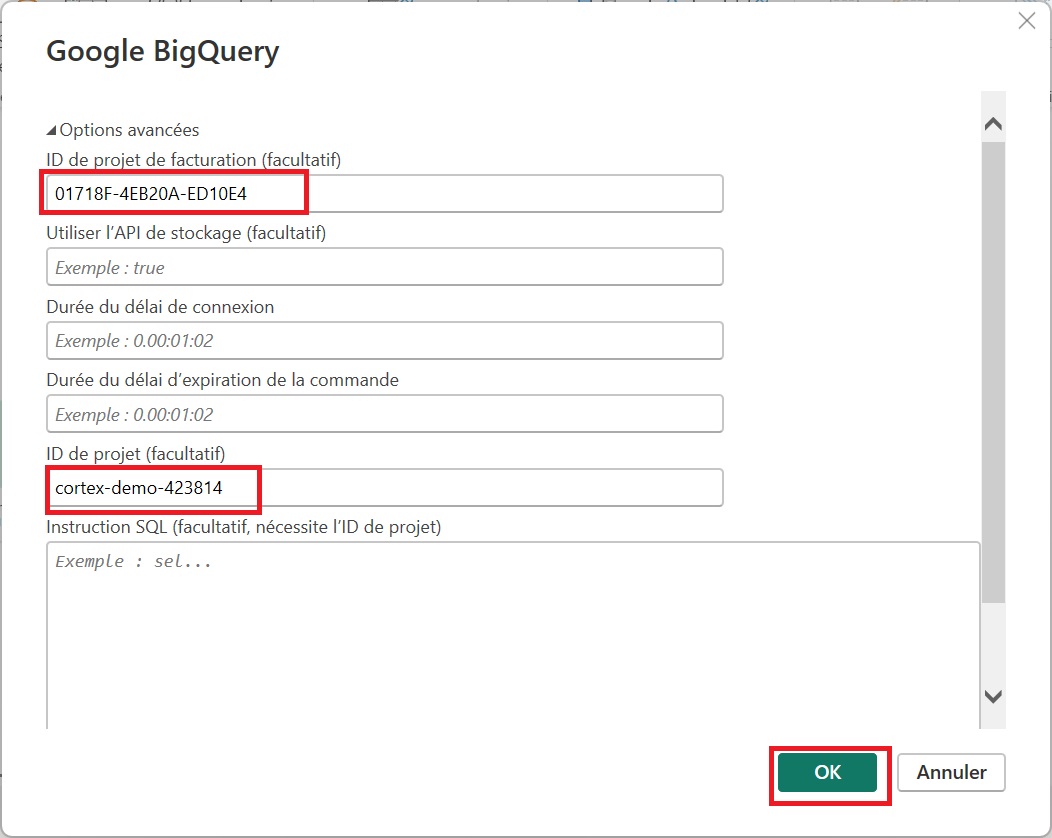 Google BigQuery
Options avancées
ID de projet de facturation (facultatif)
01718F-4EB20A-ED10E4
Utiliser l’API de stockage (facultatif)
Exemple : true
Durée du délai de connexion
Exemple : 0.00:01:02
Durée du délai d’expiration de la commande
Exemple : 0.00:01:02
ID de projet (facultatif)
cortex-demo-423814
Instruction SQL (facultatif, nécessite l’ID de projet)
Exemple : sel...
OK
Annuler